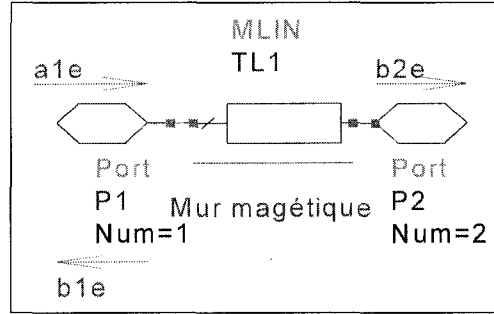 MLIN
TL1
a1e
b2e
Port
P1
Num=1
Mur magétique
Port
P2
Num=2
b1e